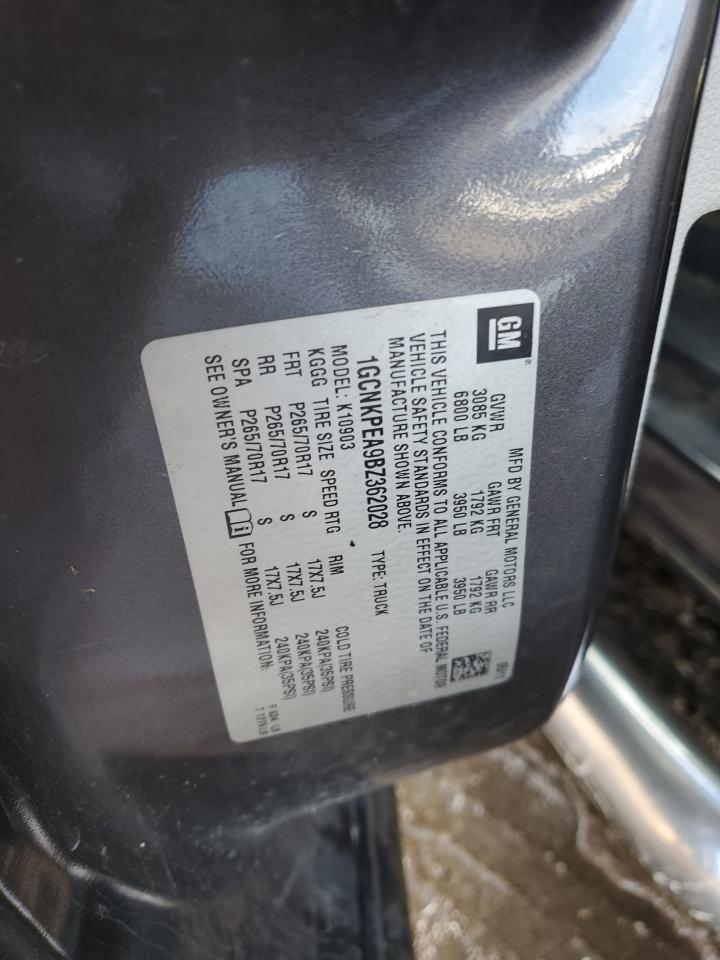 GM
®
MFD BY GENERAL MOTORS LLC 05/11
GVWR GAWR FRT GAWR RR
3085 KG 1792 KG 1792 KG
6800 LB 3950 LB 3950 LB
THIS VEHICLE CONFORMS TO ALL APPLICABLE U.S. FEDERAL MOTOR
VEHICLE SAFETY STANDARDS IN EFFECT ON THE DATE OF
MANUFACTURE SHOWN ABOVE.
1GCNKPEA9BZ362028 TYPE: TRUCK
MODEL: K10903
KGGG TIRE SIZE SPEED RTG RIM COLD TIRE PRESSURE
FRT P265/70R17 S 17X7.5J 240KPA(35PSI)
RR P265/70R17 S 17X7.5J 240KPA(35PSI)
SPA P265/70R17 S 17X7.5J 240KPA(35PSI)
SEE OWNER'S MANUAL FOR MORE INFORMATION.